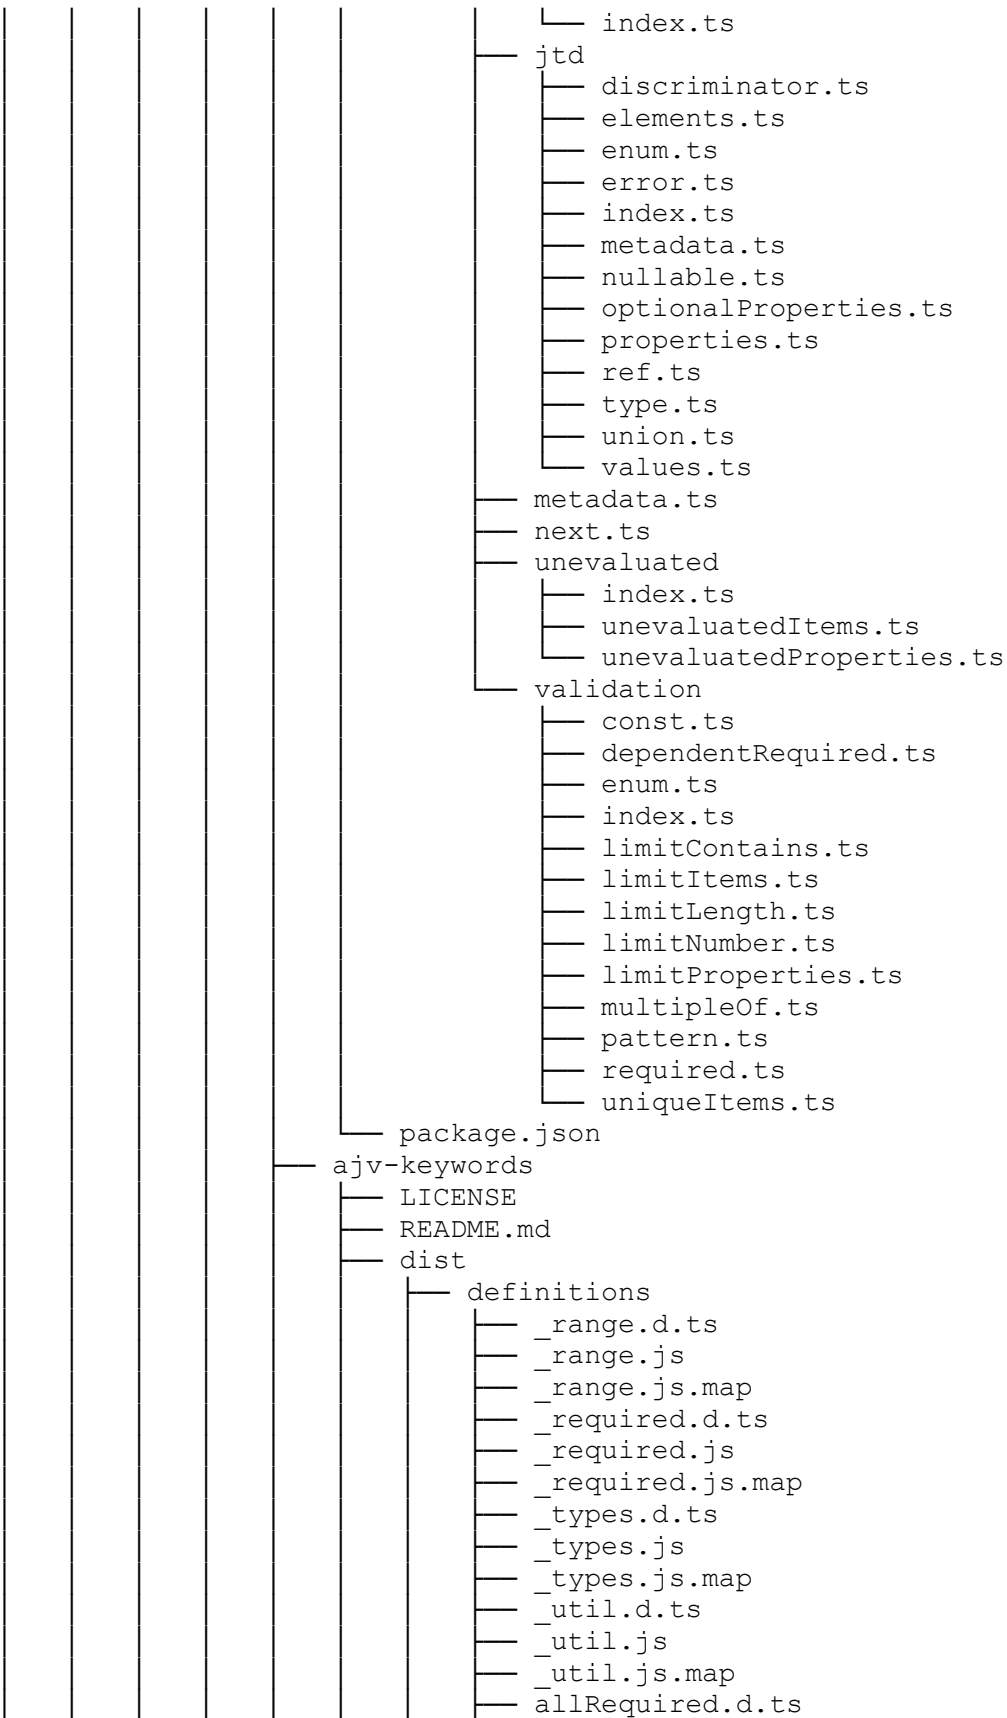 │   │   │   │   │   │   │   │   └── index.ts
│   │   │   │   │   │   │   ├── jtd
│   │   │   │   │   │   │   │   ├── discriminator.ts
│   │   │   │   │   │   │   │   ├── elements.ts
│   │   │   │   │   │   │   │   ├── enum.ts
│   │   │   │   │   │   │   │   ├── error.ts
│   │   │   │   │   │   │   │   ├── index.ts
│   │   │   │   │   │   │   │   ├── metadata.ts
│   │   │   │   │   │   │   │   ├── nullable.ts
│   │   │   │   │   │   │   │   ├── optionalProperties.ts
│   │   │   │   │   │   │   │   ├── properties.ts
│   │   │   │   │   │   │   │   ├── ref.ts
│   │   │   │   │   │   │   │   ├── type.ts
│   │   │   │   │   │   │   │   ├── union.ts
│   │   │   │   │   │   │   │   └── values.ts
│   │   │   │   │   │   │   ├── metadata.ts
│   │   │   │   │   │   │   ├── next.ts
│   │   │   │   │   │   │   ├── unevaluated
│   │   │   │   │   │   │   │   ├── index.ts
│   │   │   │   │   │   │   │   ├── unevaluatedItems.ts
│   │   │   │   │   │   │   │   └── unevaluatedProperties.ts
│   │   │   │   │   │   │   └── validation
│   │   │   │   │   │   │       ├── const.ts
│   │   │   │   │   │   │       ├── dependentRequired.ts
│   │   │   │   │   │   │       ├── enum.ts
│   │   │   │   │   │   │       ├── index.ts
│   │   │   │   │   │   │       ├── limitContains.ts
│   │   │   │   │   │   │       ├── limitItems.ts
│   │   │   │   │   │   │       ├── limitLength.ts
│   │   │   │   │   │   │       ├── limitNumber.ts
│   │   │   │   │   │   │       ├── limitProperties.ts
│   │   │   │   │   │   │       ├── multipleOf.ts
│   │   │   │   │   │   │       ├── pattern.ts
│   │   │   │   │   │   │       ├── required.ts
│   │   │   │   │   │   │       └── uniqueItems.ts
│   │   │   │   │   └── package.json
│   │   │   │   ├── ajv-keywords
│   │   │   │   │   ├── LICENSE
│   │   │   │   │   ├── README.md
│   │   │   │   │   ├── dist
│   │   │   │   │   │   ├── definitions
│   │   │   │   │   │   │   ├── _range.d.ts
│   │   │   │   │   │   │   ├── _range.js
│   │   │   │   │   │   │   ├── _range.js.map
│   │   │   │   │   │   │   ├── _required.d.ts
│   │   │   │   │   │   │   ├── _required.js
│   │   │   │   │   │   │   ├── _required.js.map
│   │   │   │   │   │   │   ├── _types.d.ts
│   │   │   │   │   │   │   ├── _types.js
│   │   │   │   │   │   │   ├── _types.js.map
│   │   │   │   │   │   │   ├── _util.d.ts
│   │   │   │   │   │   │   ├── _util.js
│   │   │   │   │   │   │   ├── _util.js.map
│   │   │   │   │   │   │   ├── allRequired.d.ts